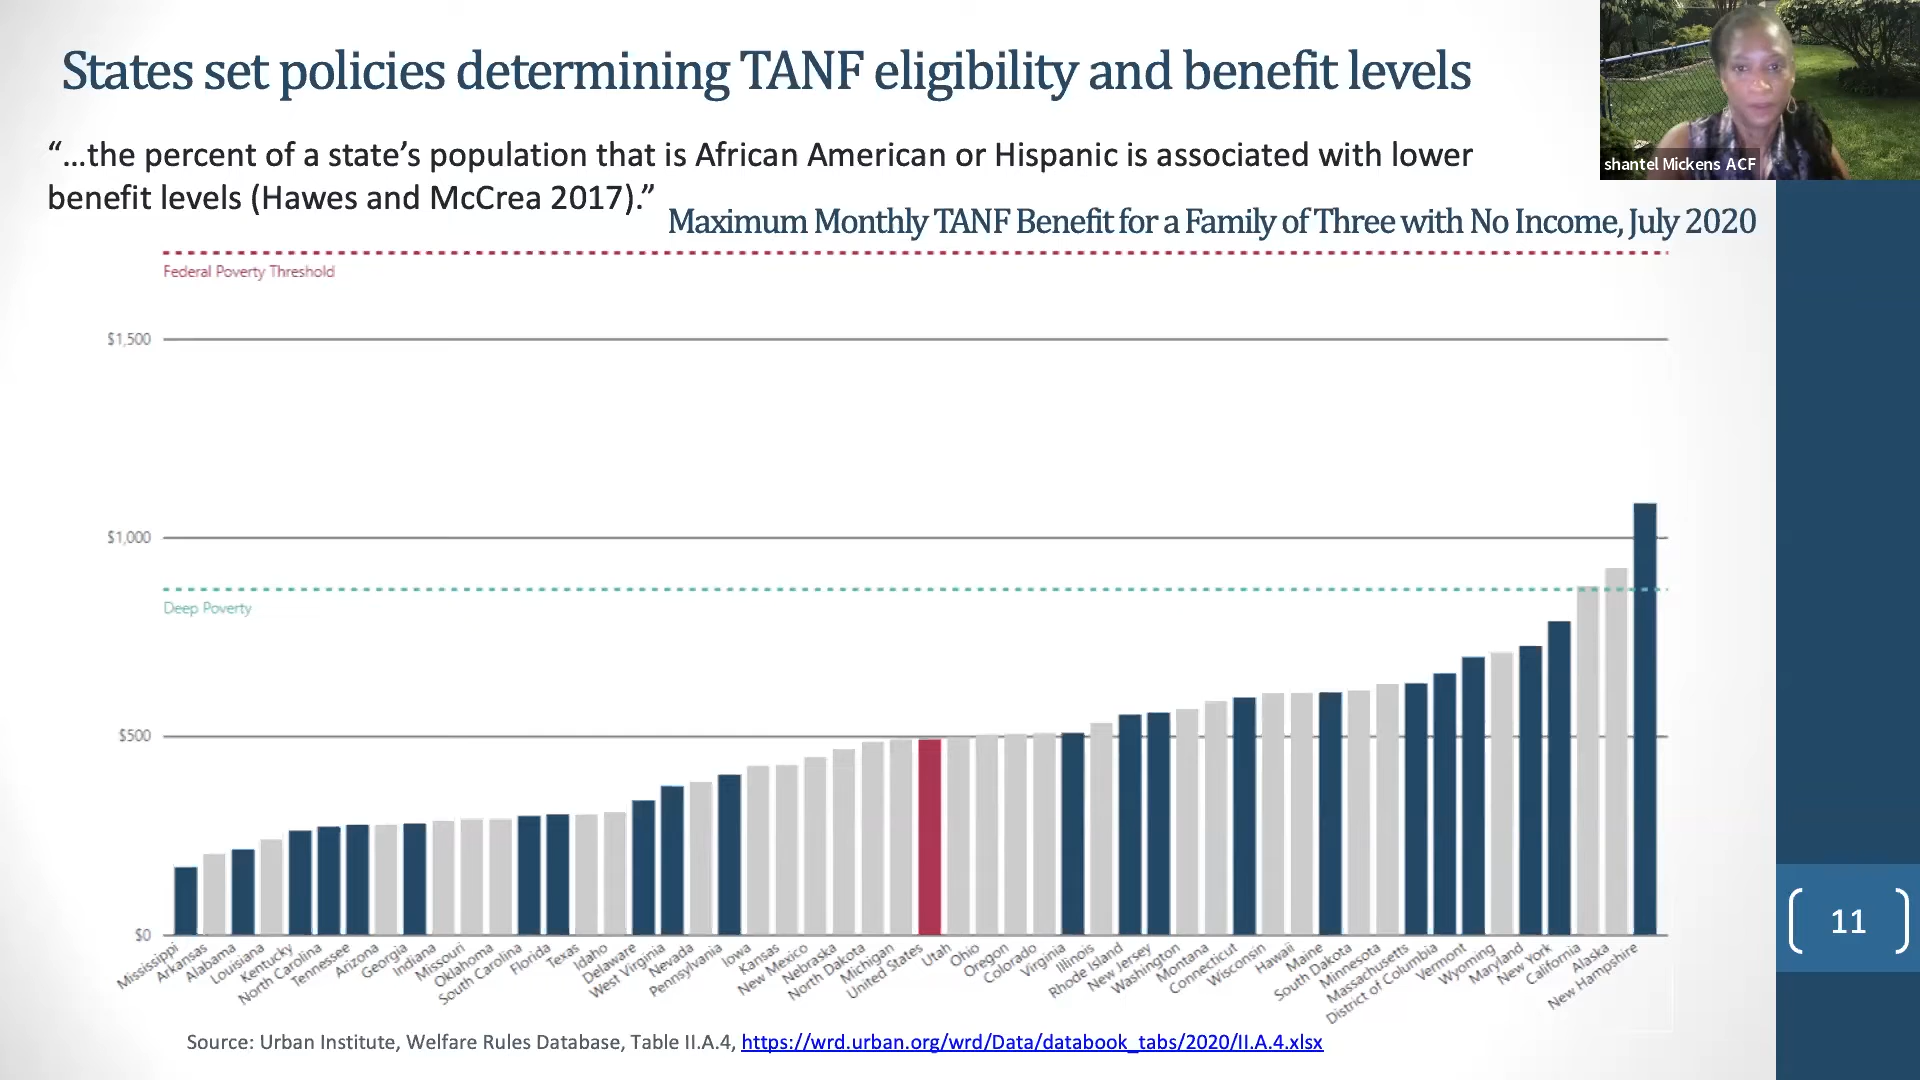 States set policies determining TANF eligibility and benefit levels
“...the percent of a state’s population that is African American or Hispanic is associated with lower
benefit levels (Hawes and McCrea 2017).”
Maximum Monthly TANF Benefit for a Family of Three with No Income, July 2020
shantel Mickens ACF
Federal Poverty Threshold
$1,500
$1,000
Deep Poverty
$500
$0
Mississippi
Arkansas
Alabama
Louisiana
Kentucky
North Carolina
Tennessee
Arizona
Georgia
Indiana
Missouri
Oklahoma
South Carolina
Florida
Texas
Idaho
Delaware
West Virginia
Nevada
Pennsylvania
Iowa
Kansas
New Mexico
Nebraska
North Dakota
Michigan
United States
Utah
Ohio
Oregon
Colorado
Virginia
Illinois
Rhode Island
New Jersey
Washington
Montana
Connecticut
Wisconsin
Hawaii
Maine
South Dakota
Minnesota
Massachusetts
District of Columbia
Vermont
Wyoming
Maryland
New York
California
Alaska
New Hampshire
11
Source: Urban Institute, Welfare Rules Database, Table II.A.4, https://wrd.urban.org/wrd/Data/databook_tabs/2020/II.A.4.xlsx